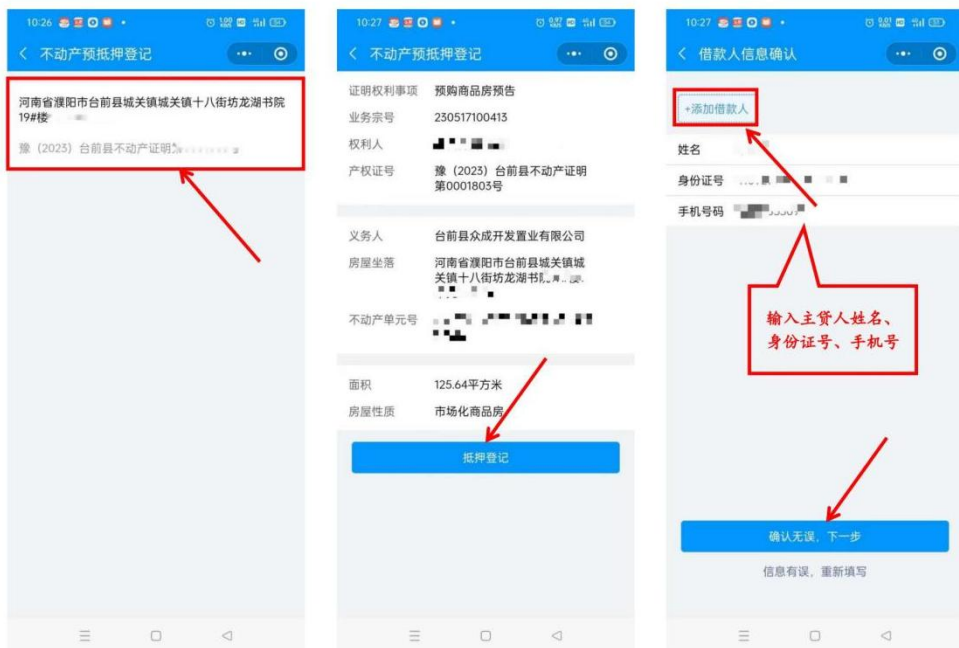 10:26
不动产预抵押登记
河南省濮阳市台前县城关镇城关镇十八街坊龙湖书院
19#楼
豫（2023）台前县不动产证明
10:27
不动产预抵押登记
证明权利事项 预购商品房预告
业务宗号 230517100413
权利人
产权证号 豫（2023）台前县不动产证明
第0001803号
义务人 台前县众成开发置业有限公司
房屋坐落 河南省濮阳市台前县城关镇城
关镇十八街坊龙湖书院
不动产单元号
面积 125.64平方米
房屋性质 市场化商品房
抵押登记
10:27
借款人信息确认
+添加借款人
姓名
身份证号
手机号码
输入主贷人姓名、
身份证号、手机号
确认无误，下一步
信息有误，重新填写